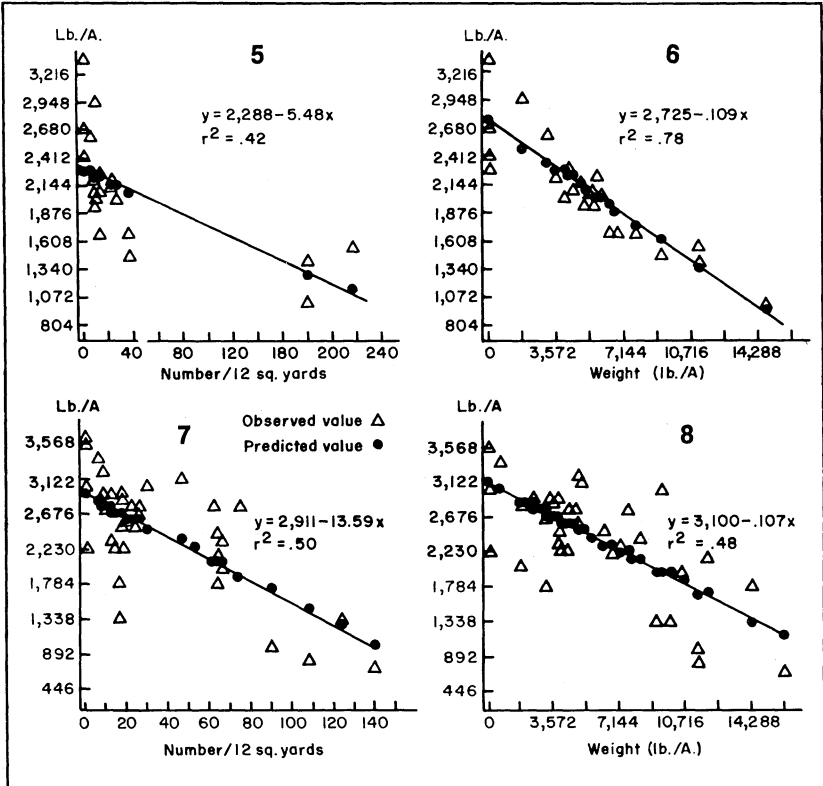 Lb./A.
5
3,216
2,948
2,680
2,412
2,144
1,876
1,608
1,340
1,072
804
y=2,288-5.48x
r2 = .42
0 40 80 120 160 200 240
Number/12 sq. yards
Lb./A.
6
3,216
2,948
2,680
2,412
2,144
1,876
1,608
1,340
1,072
804
y=2,725-.109x
r2 = .78
0 3,572 7,144 10,716 14,288
Weight (lb./A)
Lb./A
7
Observed value △
Predicted value ●
3,568
3,122
2,676
2,230
1,784
1,338
892
446
y=2,911-13.59x
r2 = .50
0 20 40 60 80 100 120 140
Number/12 sq. yards
Lb./A
8
3,568
3,122
2,676
2,230
1,784
1,338
892
446
y=3,100-.107x
r2 = .48
0 3,572 7,144 10,716 14,288
Weight (lb./A.)